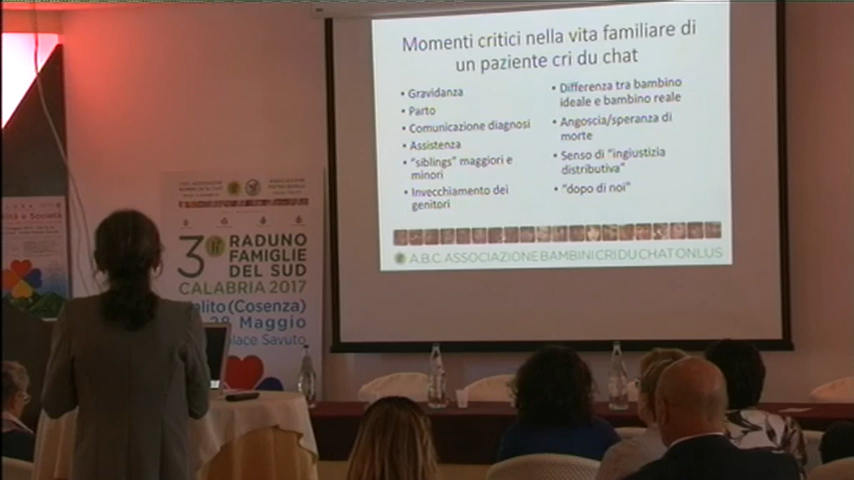 Momenti critici nella vita familiare di
un paziente cri du chat
• Gravidanza
• Parto
• Comunicazione diagnosi
• Assistenza
• "siblings" maggiori e
minori
• Invecchiamento dei
genitori
• Differenza tra bambino
ideale e bambino reale
• Angoscia/speranza di
morte
• Senso di "ingiustizia
distributiva"
• "dopo di noi"
A.B.C. ASSOCIAZIONE BAMBINI CRI DU CHAT ONLUS
3° RADUNO
FAMIGLIE
DEL SUD
CALABRIA 2017
(Cosenza)
Maggio
Savuto
e Società